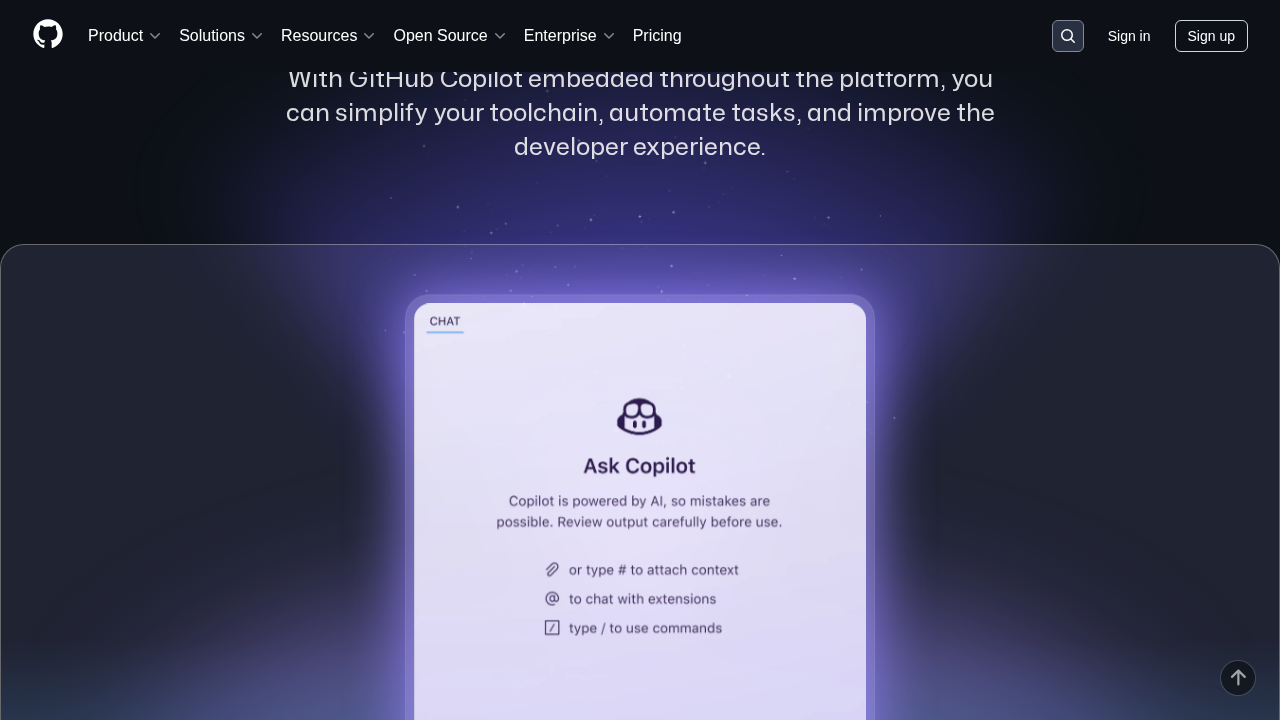 Product
Solutions
Resources
Open Source
Enterprise
Pricing
Sign in
Sign up
With GitHub Copilot embedded throughout the platform, you
can simplify your toolchain, automate tasks, and improve the
developer experience.
CHAT
Ask Copilot
Copilot is powered by AI, so mistakes are
possible. Review output carefully before use.
or type # to attach context
@ to chat with extensions
/ type / to use commands